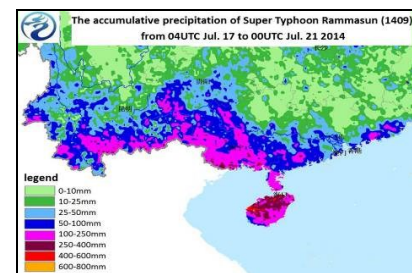 The accumulative precipitation of Super Typhoon Rammasun (1409)
from 04UTC Jul. 17 to 00UTC Jul. 21 2014
legend
0-10mm
10-25mm
25-50mm
50-100mm
100-250mm
250-400mm
400-600mm
600-800mm